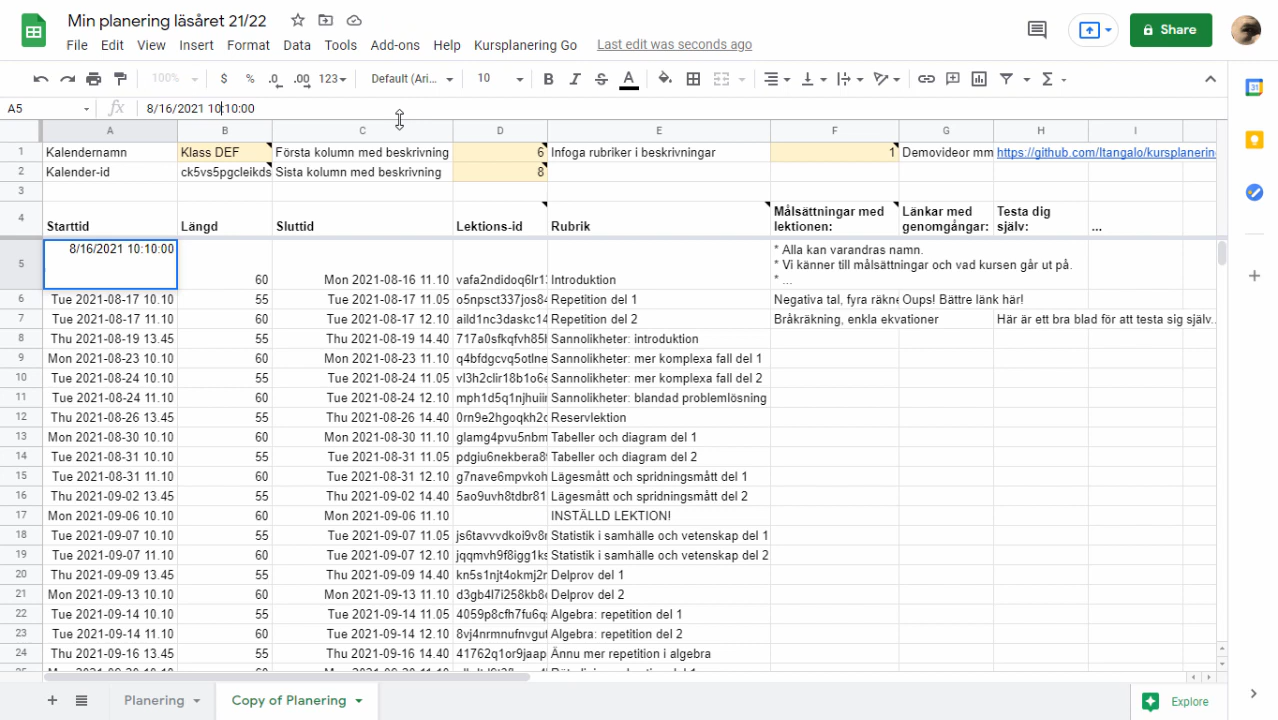 Min planering läsåret 21/22
File Edit View Insert Format Data Tools Add-ons Help Kursplanering Go Last edit was seconds ago
Share
100% $ % .0 .00 123 Default (Ari... 10 B I S A
A5 fx 8/16/2021 10:10:00
A B C D E F G H I
1 Kalendernamn Klass DEF Första kolumn med beskrivning 6 Infoga rubriker i beskrivningar 1 Demovideor mm https://github.com/Itangalo/kursplanering
2 Kalender-id ck5vs5pgcleikds Sista kolumn med beskrivning 8
3
4 Starttid Längd Sluttid Lektions-id Rubrik Målsättningar med lektionen: Länkar med genomgångar: Testa dig själv: ...
5 8/16/2021 10:10:00 60 Mon 2021-08-16 11.10 vafa2ndidoq6lr1 Introduktion * Alla kan varandras namn.
* Vi känner till målsättningar och vad kursen går ut på.
* ...
6 Tue 2021-08-17 10.10 55 Tue 2021-08-17 11.05 o5npsct337jos84 Repetition del 1 Negativa tal, fyra räkne Oups! Bättre länk här!
7 Tue 2021-08-17 11.10 60 Tue 2021-08-17 12.10 aild1nc3daskc14 Repetition del 2 Bråkräkning, enkla ekvationer Här är ett bra blad för att testa sig själv..
8 Thu 2021-08-19 13.45 55 Thu 2021-08-19 14.40 717a0sfkqfvh85l Sannolikheter: introduktion
9 Mon 2021-08-23 10.10 60 Mon 2021-08-23 11.10 q4bfdgcvq5otlne Sannolikheter: mer komplexa fall del 1
10 Tue 2021-08-24 10.10 55 Tue 2021-08-24 11.05 vl3h2clir18b1o6e Sannolikheter: mer komplexa fall del 2
11 Tue 2021-08-24 11.10 60 Tue 2021-08-24 12.10 mph1d5q1njhuiir Sannolikheter: blandad problemlösning
12 Thu 2021-08-26 13.45 55 Thu 2021-08-26 14.40 0rn9e2hgoqkh2c Reservlektion
13 Mon 2021-08-30 10.10 60 Mon 2021-08-30 11.10 glamg4pvu5nbm Tabeller och diagram del 1
14 Tue 2021-08-31 10.10 55 Tue 2021-08-31 11.05 pdgiu6nekbera8 Tabeller och diagram del 2
15 Tue 2021-08-31 11.10 60 Tue 2021-08-31 12.10 g7nave6mpvkoh Lägesmått och spridningsmått del 1
16 Thu 2021-09-02 13.45 55 Thu 2021-09-02 14.40 5ao9uvh8tdbr81 Lägesmått och spridningsmått del 2
17 Mon 2021-09-06 10.10 60 Mon 2021-09-06 11.10 INSTÄLLD LEKTION!
18 Tue 2021-09-07 10.10 55 Tue 2021-09-07 11.05 js6tavvvdkoi9v8 Statistik i samhälle och vetenskap del 1
19 Tue 2021-09-07 11.10 60 Tue 2021-09-07 12.10 jqqmvh9f8igg1ks Statistik i samhälle och vetenskap del 2
20 Thu 2021-09-09 13.45 55 Thu 2021-09-09 14.40 kn5s1njt4okmj2r Delprov del 1
21 Mon 2021-09-13 10.10 60 Mon 2021-09-13 11.10 d3gb4l7i258kb8 Delprov del 2
22 Tue 2021-09-14 10.10 55 Tue 2021-09-14 11.05 4059p8cfh7fu6q Algebra: repetition del 1
23 Tue 2021-09-14 11.10 60 Tue 2021-09-14 12.10 8vj4nrmnufnvgut Algebra: repetition del 2
24 Thu 2021-09-16 13.45 55 Thu 2021-09-16 14.40 41762q1or9jaap Ännu mer repetition i algebra
Planering Copy of Planering Explore